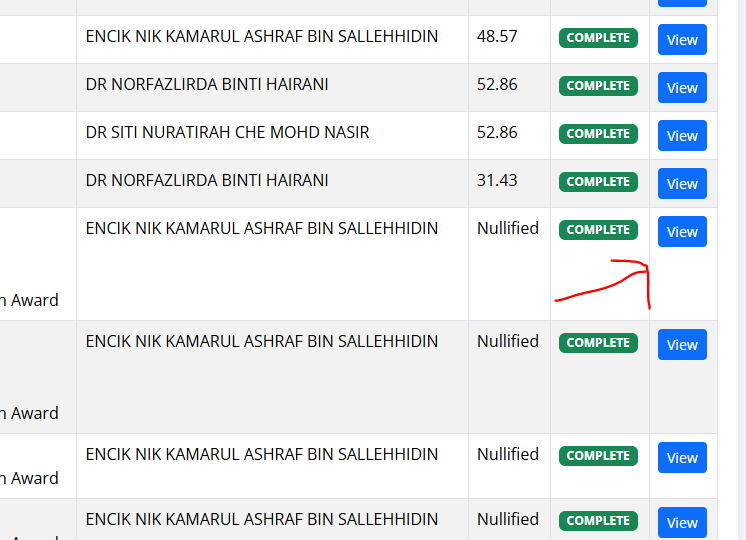 ENCIK NIK KAMARUL ASHRAF BIN SALLEHHIDIN 48.57 COMPLETE View
DR NORFAZLIRDA BINTI HAIRANI 52.86 COMPLETE View
DR SITI NURATIRAH CHE MOHD NASIR 52.86 COMPLETE View
DR NORFAZLIRDA BINTI HAIRANI 31.43 COMPLETE View
ENCIK NIK KAMARUL ASHRAF BIN SALLEHHIDIN Nullified COMPLETE View
Award
ENCIK NIK KAMARUL ASHRAF BIN SALLEHHIDIN Nullified COMPLETE View
Award
ENCIK NIK KAMARUL ASHRAF BIN SALLEHHIDIN Nullified COMPLETE View
Award
ENCIK NIK KAMARUL ASHRAF BIN SALLEHHIDIN Nullified COMPLETE View